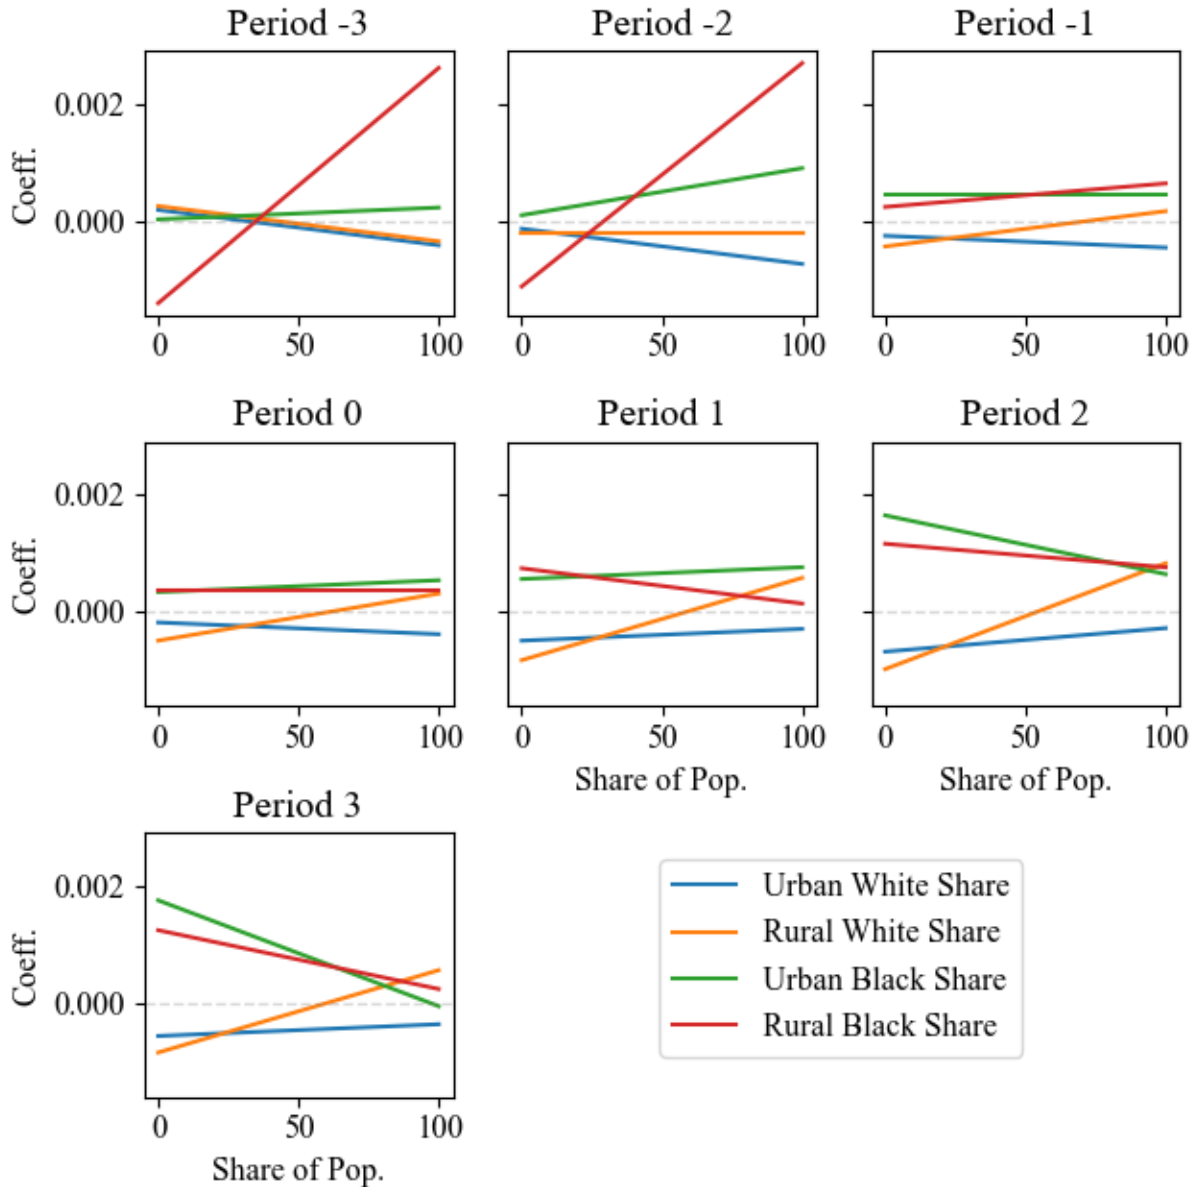 Period -3
Period -2
Period -1
0.002
0.000
Coeff.
0 50 100
0 50 100
0 50 100
Period 0
Period 1
Period 2
0.002
0.000
Coeff.
0 50 100
0 50 100
0 50 100
Share of Pop.
Share of Pop.
Period 3
0.002
0.000
Coeff.
0 50 100
Share of Pop.
Urban White Share
Rural White Share
Urban Black Share
Rural Black Share